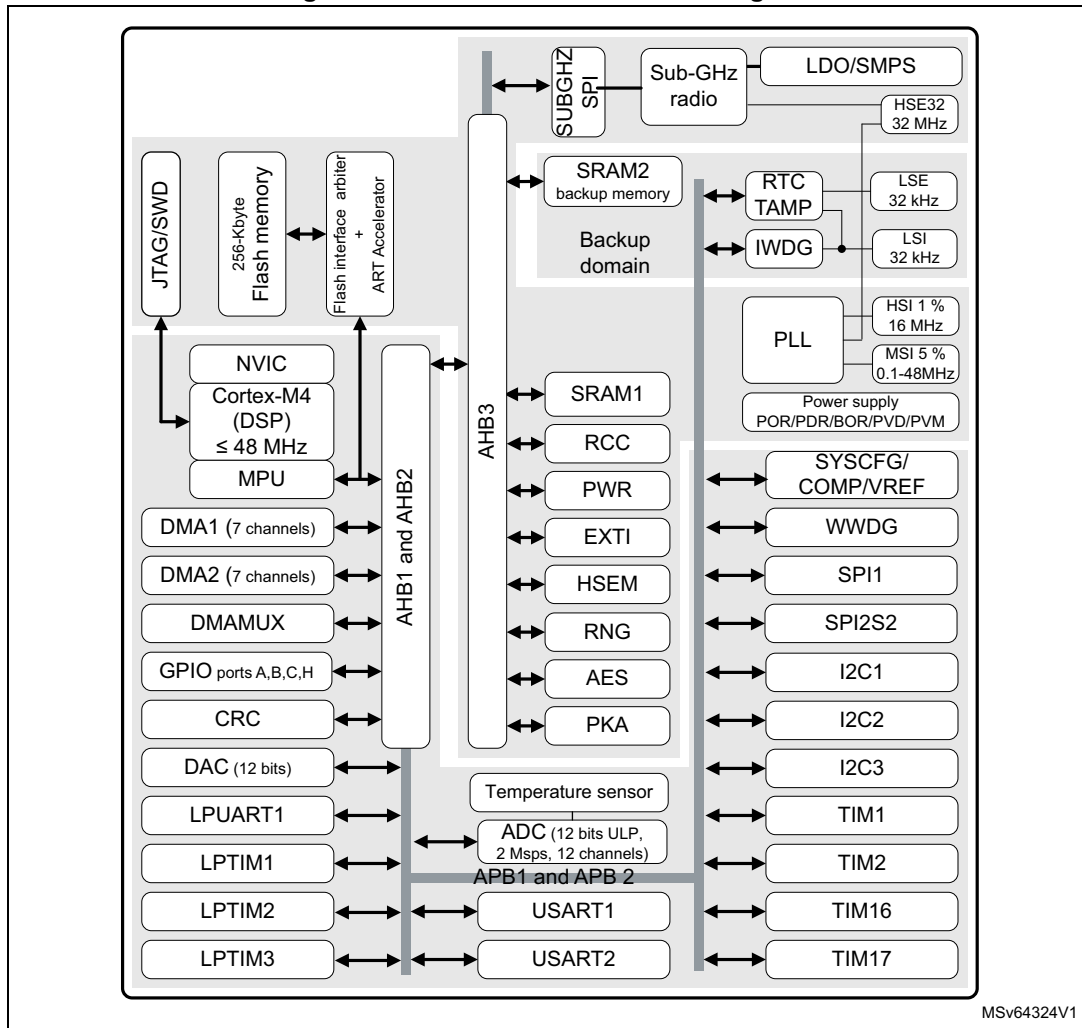 SUBGHZ
SPI
Sub-GHz
radio
LDO/SMPS
HSE32
32 MHz
JTAG/SWD
256-Kbyte
Flash memory
Flash interface arbiter
+
ART Accelerator
SRAM2
backup memory
RTC
TAMP
LSE
32 kHz
IWDG
LSI
32 kHz
Backup
domain
PLL
HSI 1 %
16 MHz
MSI 5 %
0.1-48MHz
Power supply
POR/PDR/BOR/PVD/PVM
NVIC
Cortex-M4
(DSP)
≤ 48 MHz
MPU
AHB1 and AHB2
AHB3
DMA1 (7 channels)
DMA2 (7 channels)
DMAMUX
GPIO ports A,B,C,H
CRC
DAC (12 bits)
LPUART1
LPTIM1
LPTIM2
LPTIM3
SRAM1
RCC
PWR
EXTI
HSEM
RNG
AES
PKA
Temperature sensor
ADC (12 bits ULP,
2 Msps, 12 channels)
APB1 and APB 2
USART1
USART2
SYSCFG/
COMP/VREF
WWDG
SPI1
SPI2S2
I2C1
I2C2
I2C3
TIM1
TIM2
TIM16
TIM17
MSv64324V1